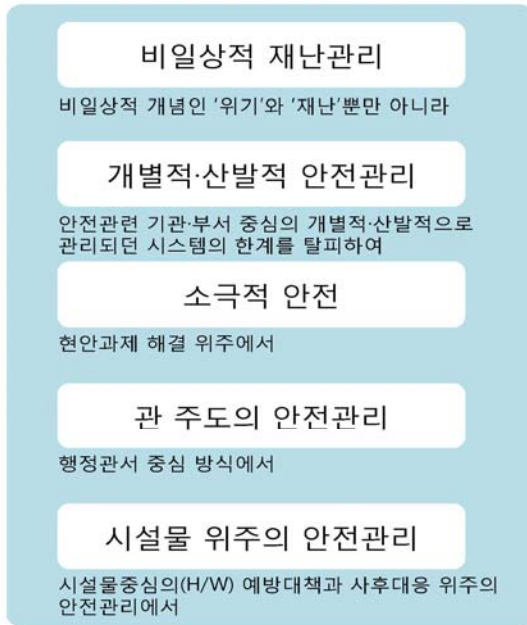 비일상적 재난관리
비일상적 개념인 '위기'와 '재난'뿐만 아니라
개별적·산발적 안전관리
안전관련 기관·부서 중심의 개별적·산발적으로
관리되던 시스템의 한계를 탈피하여
소극적 안전
현안과제 해결 위주에서
관 주도의 안전관리
행정관서 중심 방식에서
시설물 위주의 안전관리
시설물중심의(H/W) 예방대책과 사후대응 위주의
안전관리에서